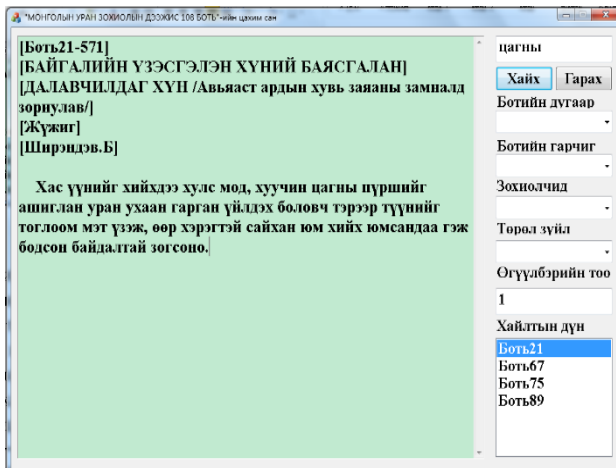 "МОНГОЛЫН УРАН ЗОХИОЛЫН ДЭЭЖИС 108 БОТЬ"-ийн цахим сан
[Боть21-571]
[БАЙГАЛИЙН ҮЗЭСГЭЛЭН ХҮНИЙ БАЯСГАЛАН]
[ДАЛАВЧИЛДАГ ХҮН /Авьяаст ардын хувь заяаны замналд
зориулав/]
[Жүжиг]
[Ширэндэв.Б]
Хас үүнийг хийхдээ хулс мод, хуучин цагны пүршийг
ашиглан уран ухаан гарган үйлдэх боловч тэрээр түүнийг
тоглоом мэт үзэж, өөр хэрэгтэй сайхан юм хийх юмсандаа гэж
бодсон байдалтай зогсоно.
цагны
Хайх Гарах
Ботийн дугаар
Ботийн гарчиг
Зохиолчид
Төрөл зүйл
Өгүүлбэрийн тоо
1
Хайлтын дүн
Боть21
Боть67
Боть75
Боть89